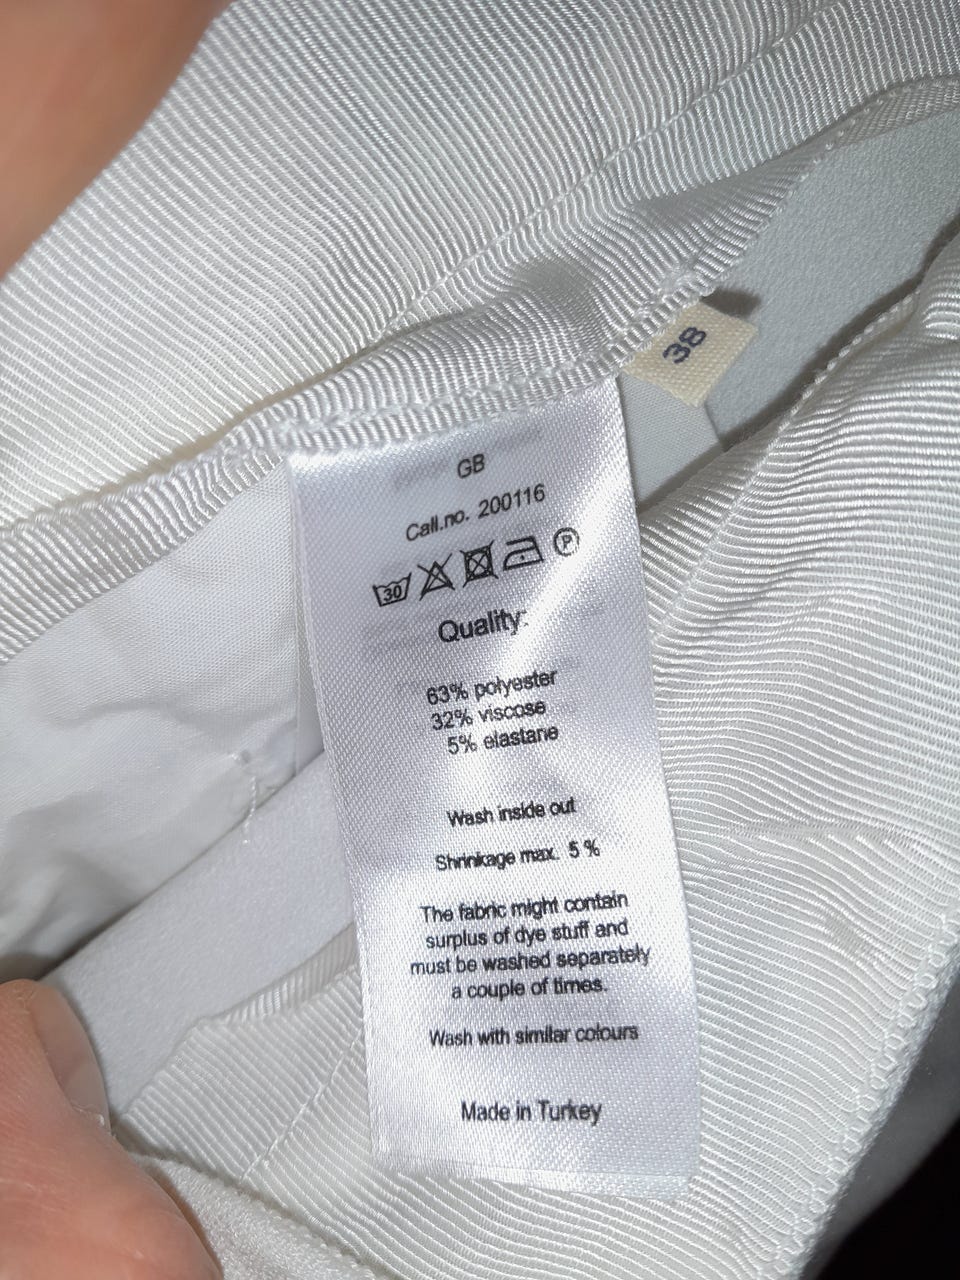 38
GB
Call.no. 200116
30 P
Quality:
63% polyester
32% viscose
5% elastane
Wash inside out
Shrinkage max. 5 %
The fabric might contain
surplus of dye stuff and
must be washed separately
a couple of times.
Wash with similar colours
Made in Turkey